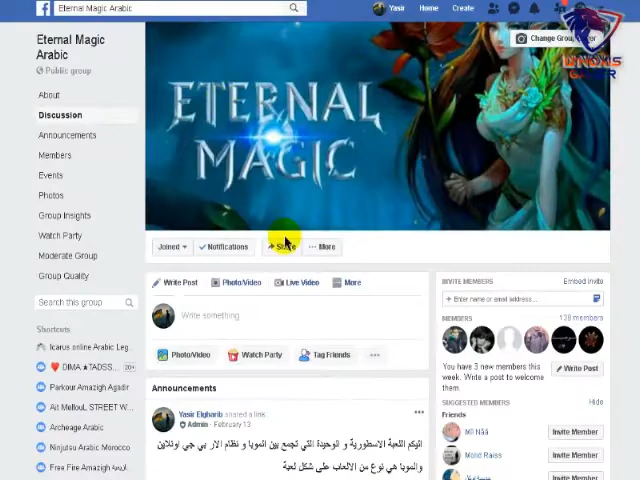 Eternal Magic Arabic
Yasir
Home
Create
Eternal Magic
Arabic
Public group
About
Discussion
Announcements
Members
Events
Photos
Group Insights
Watch Party
Moderate Group
Group Quality
Search this group
Shortcuts
Icarus online Arabic Leg...
DIMA ★TADSS... 20+
Parkour Amazigh Agadir
Ait MellouL STREET W...
Archeage Arabic
Ninjutsu Arabic Morocco
Free Fire Amazigh
ETERNAL
MAGIC
Change Group
GAMER
Joined
Notifications
Share
More
Write Post
Photo/Video
Live Video
More
Write something
Photo/Video
Watch Party
Tag Friends
Announcements
Yasir Elgharib shared a link.
Admin · February 13
اليكم اللعبة الاسطورية و الوحيدة التي تجمع بين الموبا و نظام الار بي جي اونلاين
والموبا هي نوع من الالعاب على شكل لعبة
INVITE MEMBERS
Embed Invite
+ Enter name or email address...
MEMBERS
138 members
You have 3 new members this
week. Write a post to welcome
them.
Write Post
SUGGESTED MEMBERS
Hide
Friends
Mīl Nāā
Invite Member
Mohd Raiss
Invite Member
Invite Member